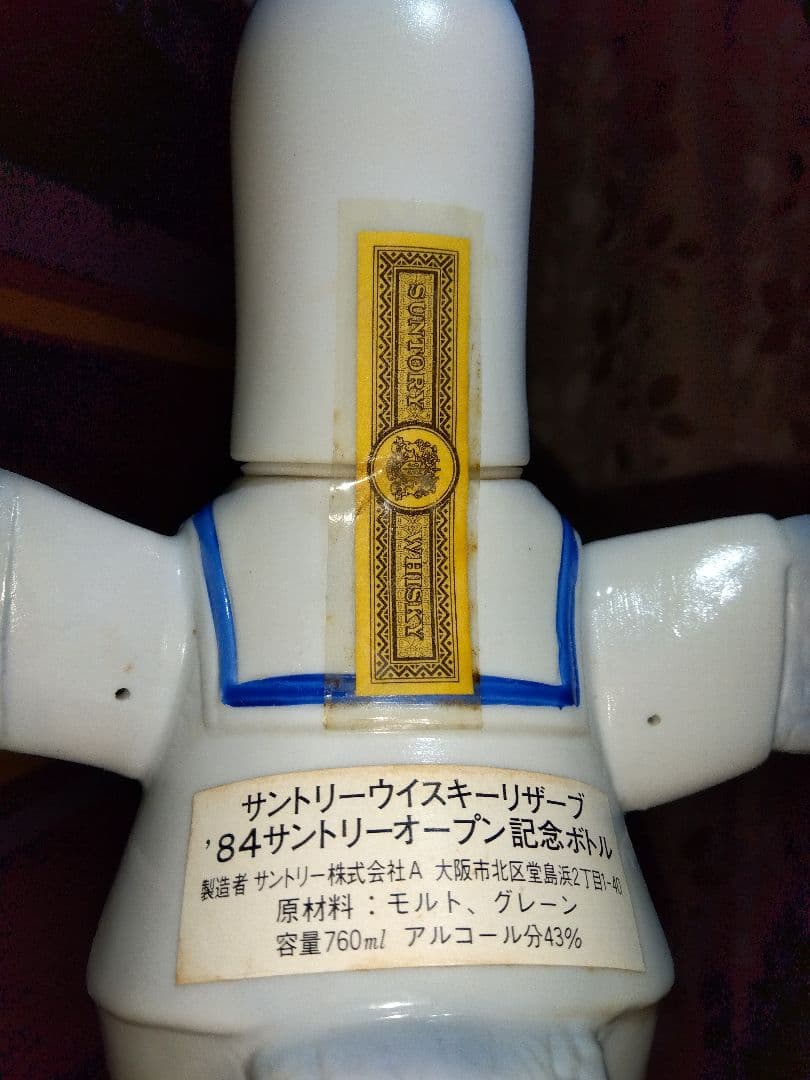 SUNTORY WHISKY
サントリーウイスキーリザーブ
'84サントリーオープン記念ボトル
製造者 サントリー株式会社A 大阪市北区堂島浜2丁目1-40
原材料：モルト、グレーン
容量760ml アルコール分43%